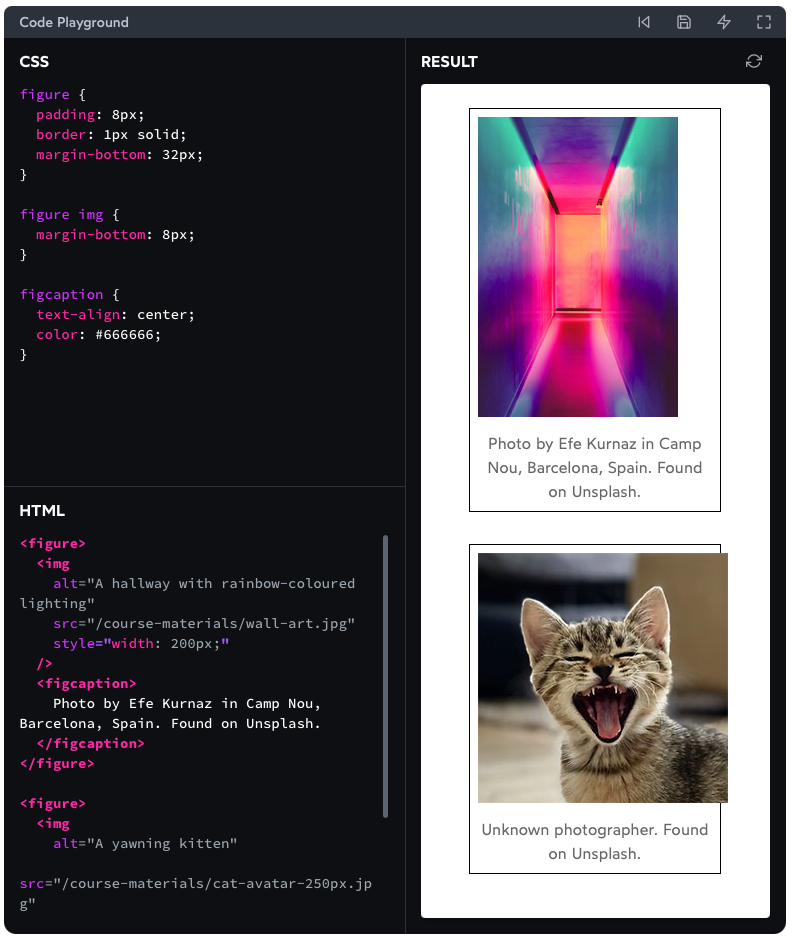 Code Playground
CSS
figure {
  padding: 8px;
  border: 1px solid;
  margin-bottom: 32px;
}
figure img {
  margin-bottom: 8px;
}
figcaption {
  text-align: center;
  color: #666666;
}
HTML
<figure>
  <img
    alt="A hallway with rainbow-coloured
lighting"
    src="/course-materials/wall-art.jpg"
    style="width: 200px;"
  />
  <figcaption>
    Photo by Efe Kurnaz in Camp Nou,
Barcelona, Spain. Found on Unsplash.
  </figcaption>
</figure>
<figure>
  <img
    alt="A yawning kitten"
src="/course-materials/cat-avatar-250px.jp
g"
RESULT
Photo by Efe Kurnaz in Camp
Nou, Barcelona, Spain. Found
on Unsplash.
Unknown photographer. Found
on Unsplash.